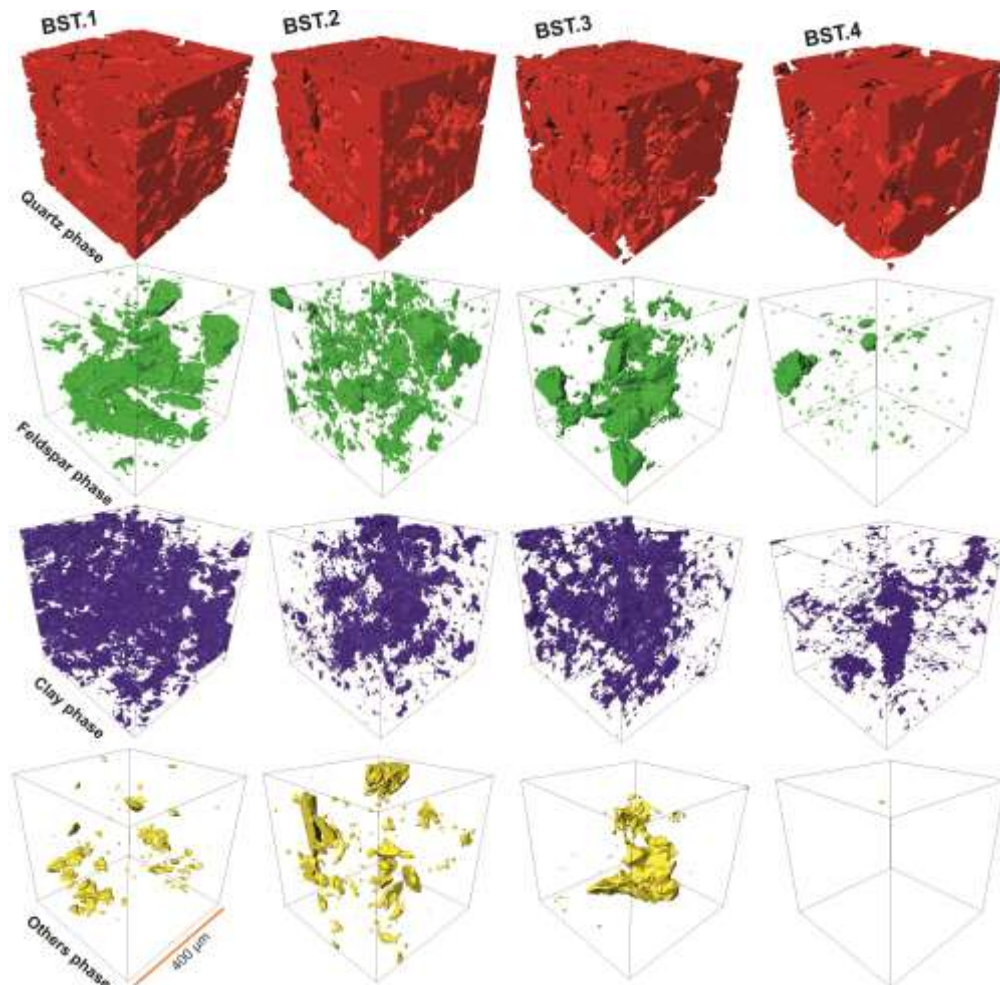 BST.1
BST.2
BST.3
BST.4
Quartz phase
Feldspar phase
Clay phase
Others phase
400 µm